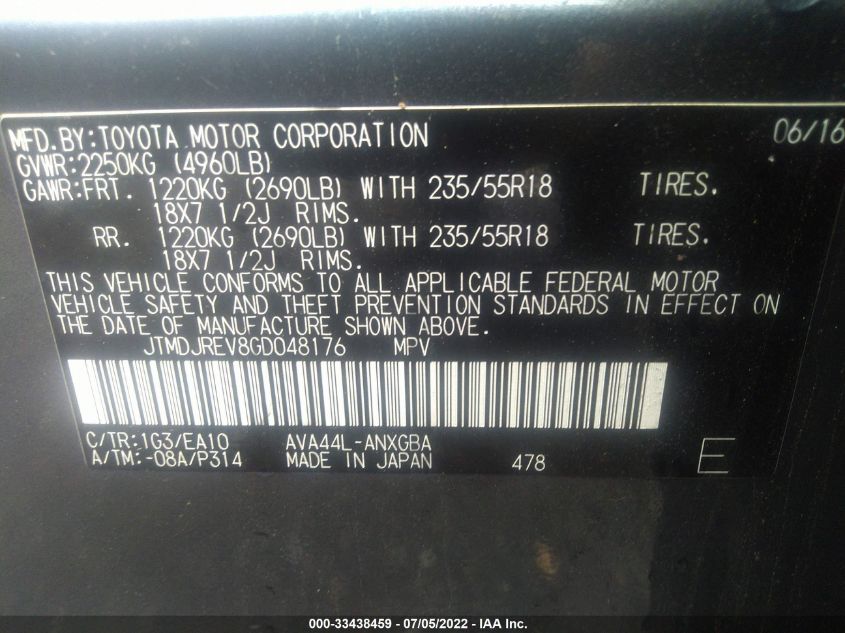 MFD.BY:TOYOTA MOTOR CORPORATION 06/16
GVWR:2250KG (4960LB)
GAWR:FRT. 1220KG (2690LB) WITH 235/55R18 TIRES.
18X7 1/2J RIMS.
RR. 1220KG (2690LB) WITH 235/55R18 TIRES.
18X7 1/2J RIMS.
THIS VEHICLE CONFORMS TO ALL APPLICABLE FEDERAL MOTOR
VEHICLE SAFETY AND THEFT PREVENTION STANDARDS IN EFFECT ON
THE DATE OF MANUFACTURE SHOWN ABOVE.
JTMDJREV8GD048176 MPV
C/TR:1G3/EA10 AVA44L-ANXGBA
A/TM:-08A/P314 MADE IN JAPAN 478 E
000-33438459 - 07/05/2022 - IAA Inc.